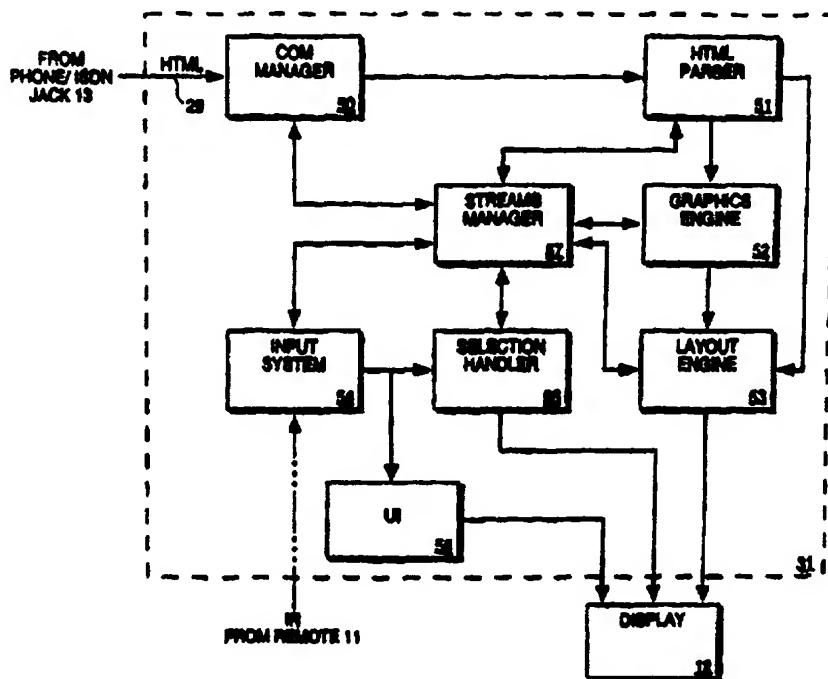 FROM
PHONE/ISDN
JACK 13
HTML
29
COM
MANAGER
50
HTML
PARSER
51
STREAMS
MANAGER
57
GRAPHICS
ENGINE
52
INPUT
SYSTEM
54
SELECTION
HANDLER
LAYOUT
ENGINE
53
UI
31
IR
FROM REMOTE 11
DISPLAY
12